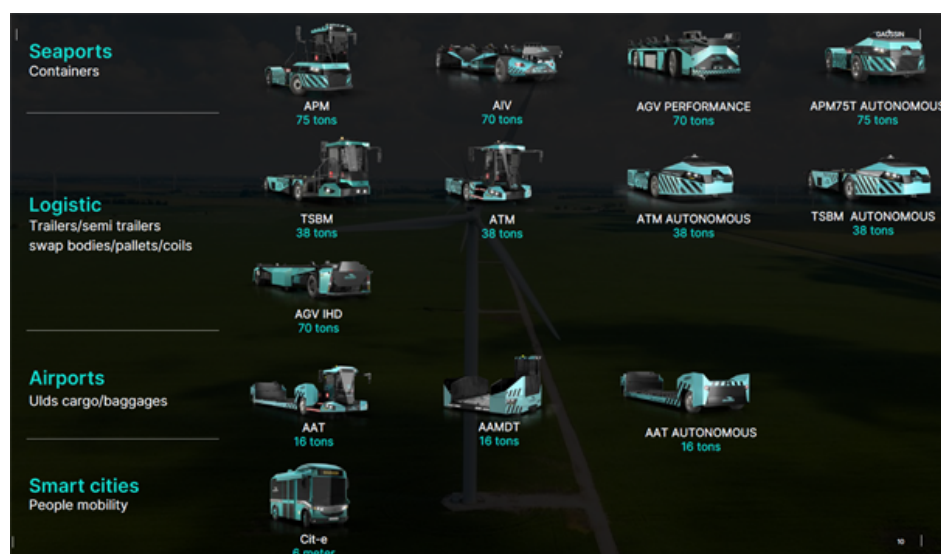 Seaports
Containers
GAUSSIN
APM
75 tons
AIV
70 tons
AGV PERFORMANCE
70 tons
APM75T AUTONOMOUS
75 tons
Logistic
Trailers/semi trailers
swap bodies/pallets/coils
TSBM
38 tons
ATM
38 tons
ATM AUTONOMOUS
38 tons
TSBM AUTONOMOUS
38 tons
AGV IHD
70 tons
Airports
Ulds cargo/baggages
AAT
16 tons
AAMDT
16 tons
AAT AUTONOMOUS
16 tons
Smart cities
People mobility
Cit-e
6 meter
10